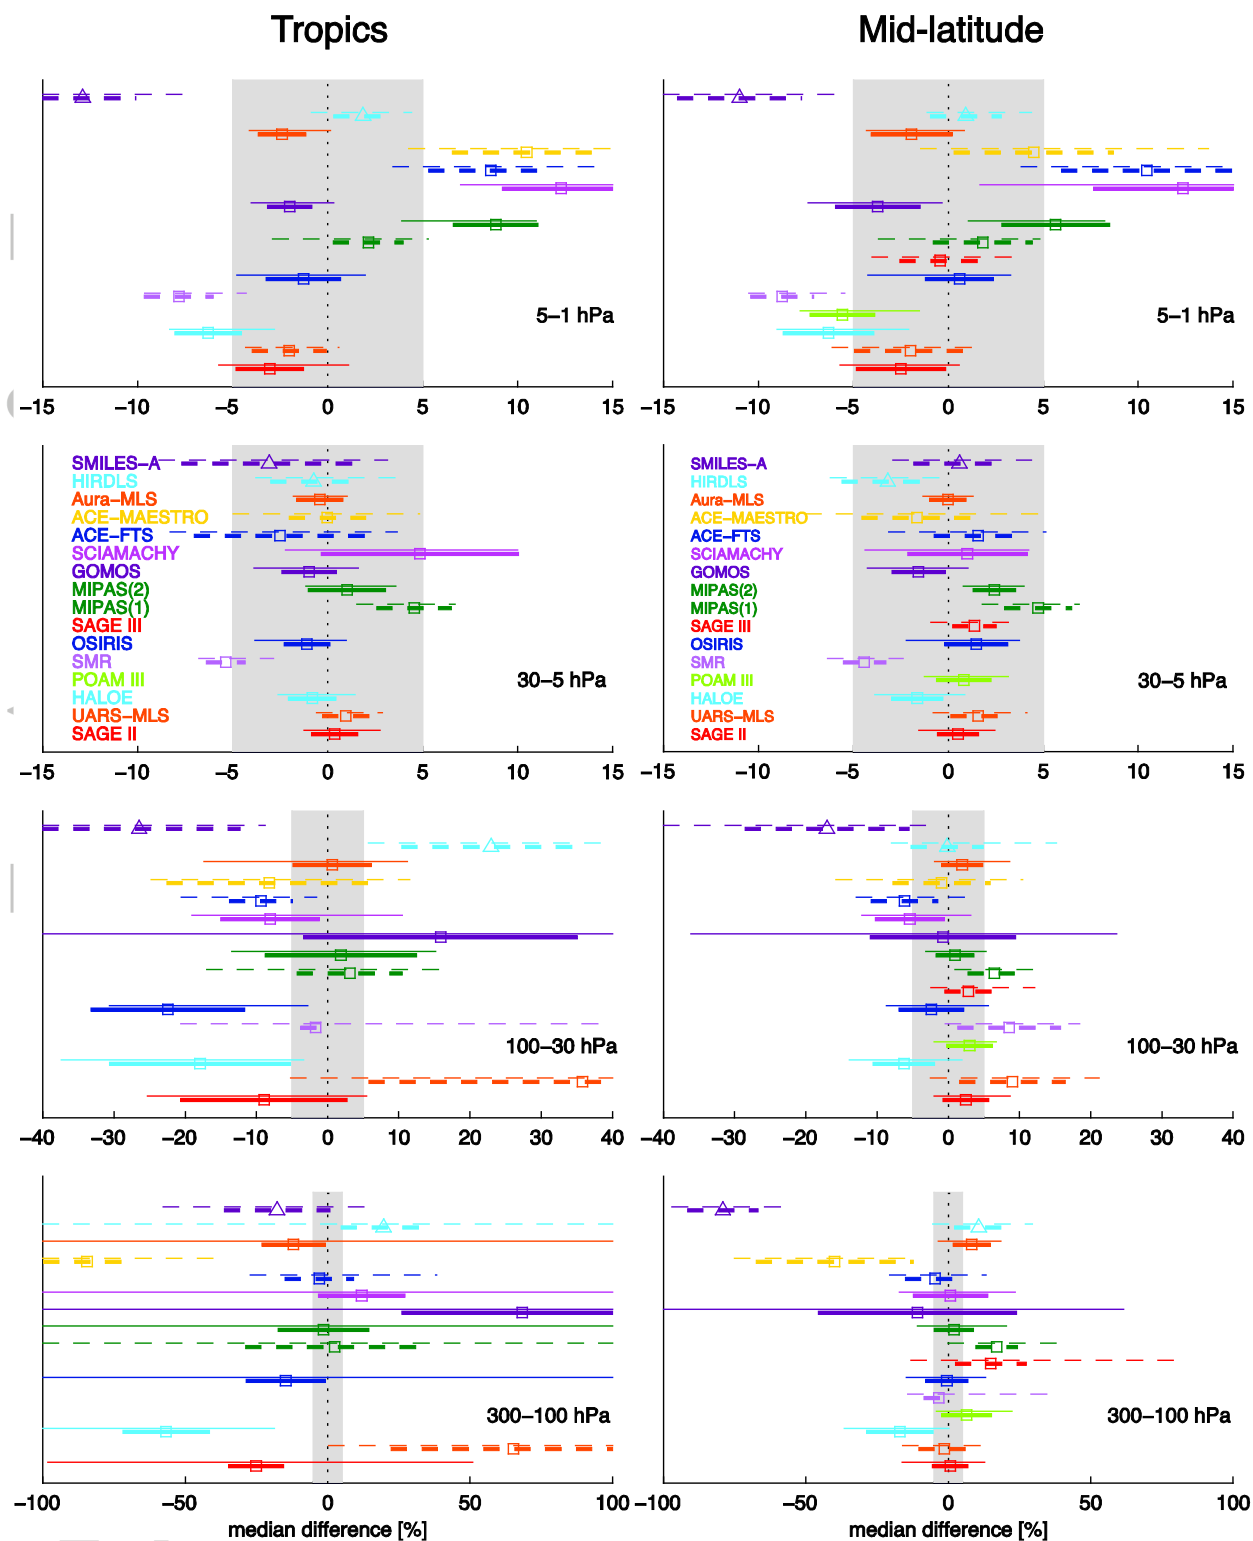 Tropics Mid-latitude
5–1 hPa 5–1 hPa
−15 −10 −5 0 5 10 15 −15 −10 −5 0 5 10 15
SMILES−A SMILES−A
HIRDLS HIRDLS
Aura−MLS Aura−MLS
ACE−MAESTRO ACE−MAESTRO
ACE−FTS ACE−FTS
SCIAMACHY SCIAMACHY
GOMOS GOMOS
MIPAS(2) MIPAS(2)
MIPAS(1) MIPAS(1)
SAGE III SAGE III
OSIRIS OSIRIS
SMR SMR
30–5 hPa 30–5 hPa
POAM III POAM III
HALOE HALOE
UARS−MLS UARS−MLS
SAGE II SAGE II
−15 −10 −5 0 5 10 15 −15 −10 −5 0 5 10 15
100–30 hPa 100–30 hPa
−40 −30 −20 −10 0 10 20 30 40 −40 −30 −20 −10 0 10 20 30 40
300–100 hPa 300–100 hPa
−100 −50 0 50 100 −100 −50 0 50 100
median difference [%] median difference [%]